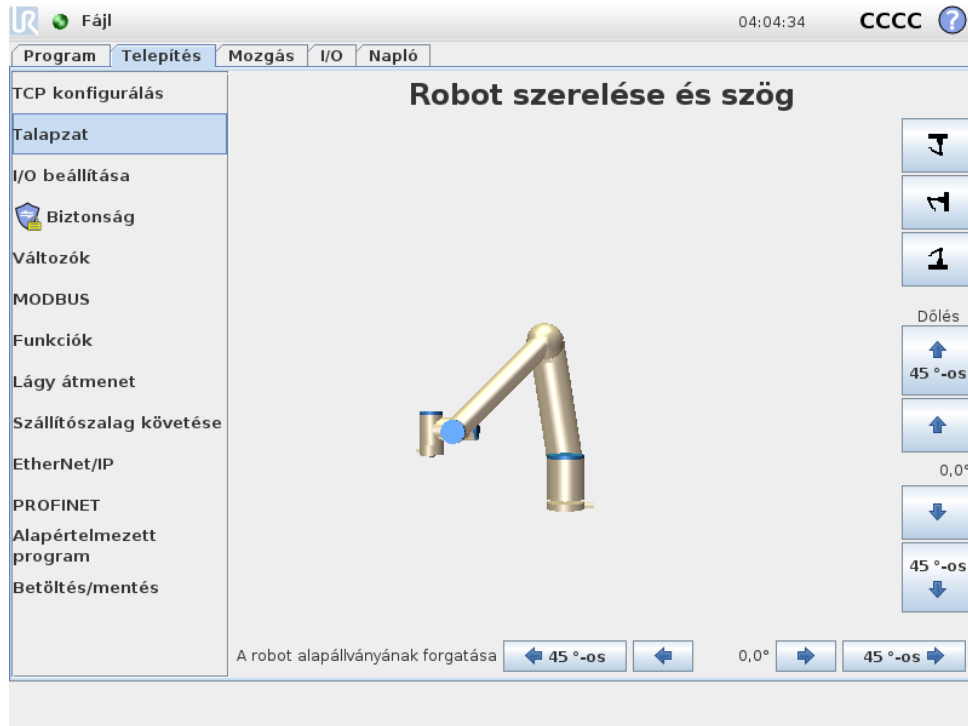 UR Fájl 04:04:34 CCCC ?
Program Telepítés Mozgás I/O Napló
TCP konfigurálás
Talapzat
I/O beállítása
Biztonság
Változók
MODBUS
Funkciók
Lágy átmenet
Szállítószalag követése
EtherNet/IP
PROFINET
Alapértelmezett
program
Betöltés/mentés
Robot szerelése és szög
Dőlés
45 °-os
0,0°
45 °-os
A robot alapállványának forgatása 45 °-os 0,0° 45 °-os